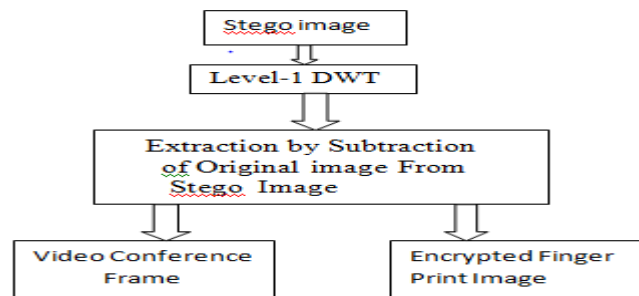 Stego image
Level-1 DWT
Extraction by Subtraction
of Original image From
Stego Image
Video Conference
Frame
Encrypted Finger
Print Image